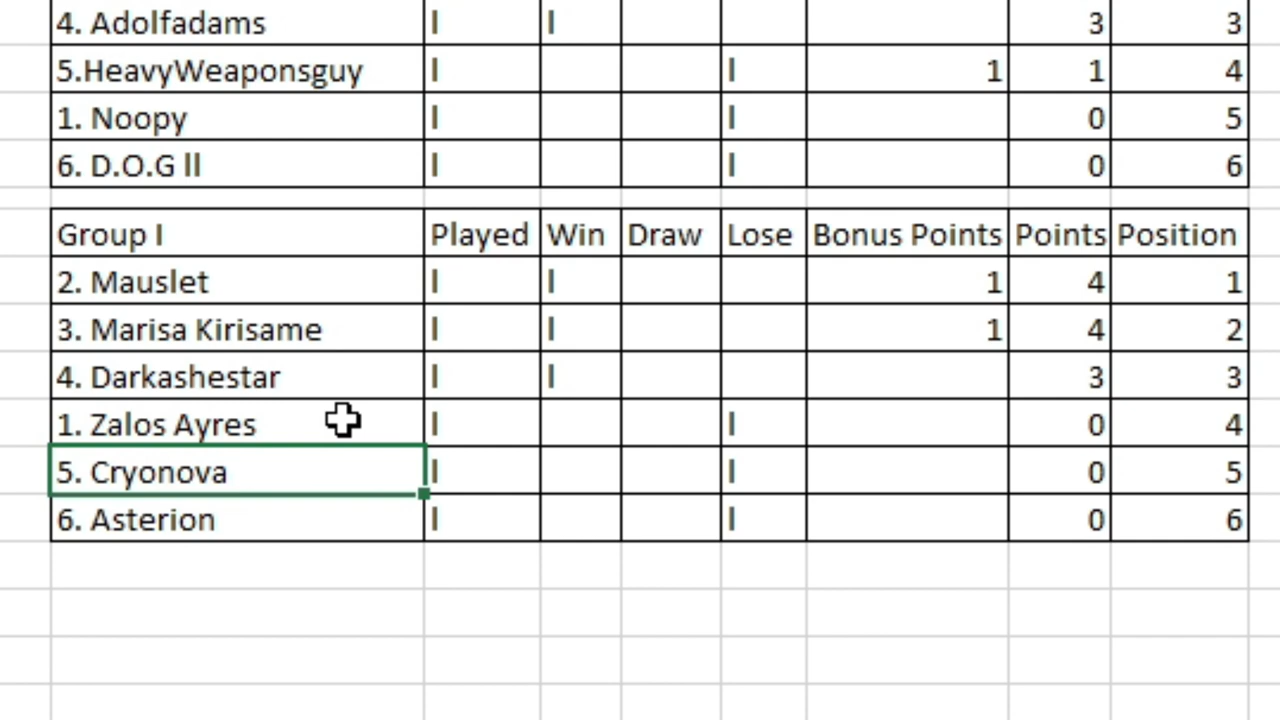 4. Adolfadams l l 3 3
5.HeavyWeaponsguy l l 1 1 4
1. Noopy l l 0 5
6. D.O.G ll l l 0 6
Group I Played Win Draw Lose Bonus Points Points Position
2. Mauslet l l 1 4 1
3. Marisa Kirisame l l 1 4 2
4. Darkashestar l l 3 3
1. Zalos Ayres l l 0 4
5. Cryonova l l 0 5
6. Asterion l l 0 6